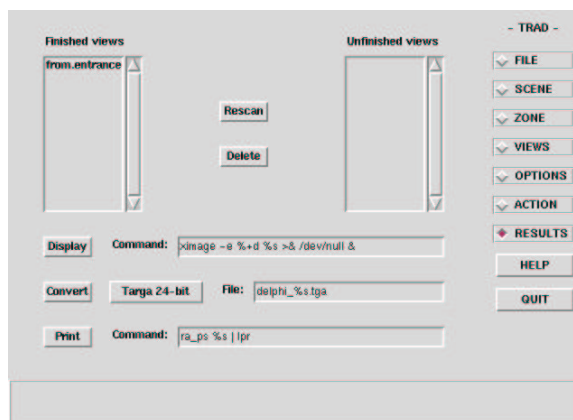 Finished views
from.entrance
Unfinished views
Rescan
Delete
Display Command: ximage -e %+d %s >& /dev/null &
Convert Targa 24-bit File: delphi_%s.tga
Print Command: ra_ps %s | lpr
- TRAD -
FILE
SCENE
ZONE
VIEWS
OPTIONS
ACTION
RESULTS
HELP
QUIT